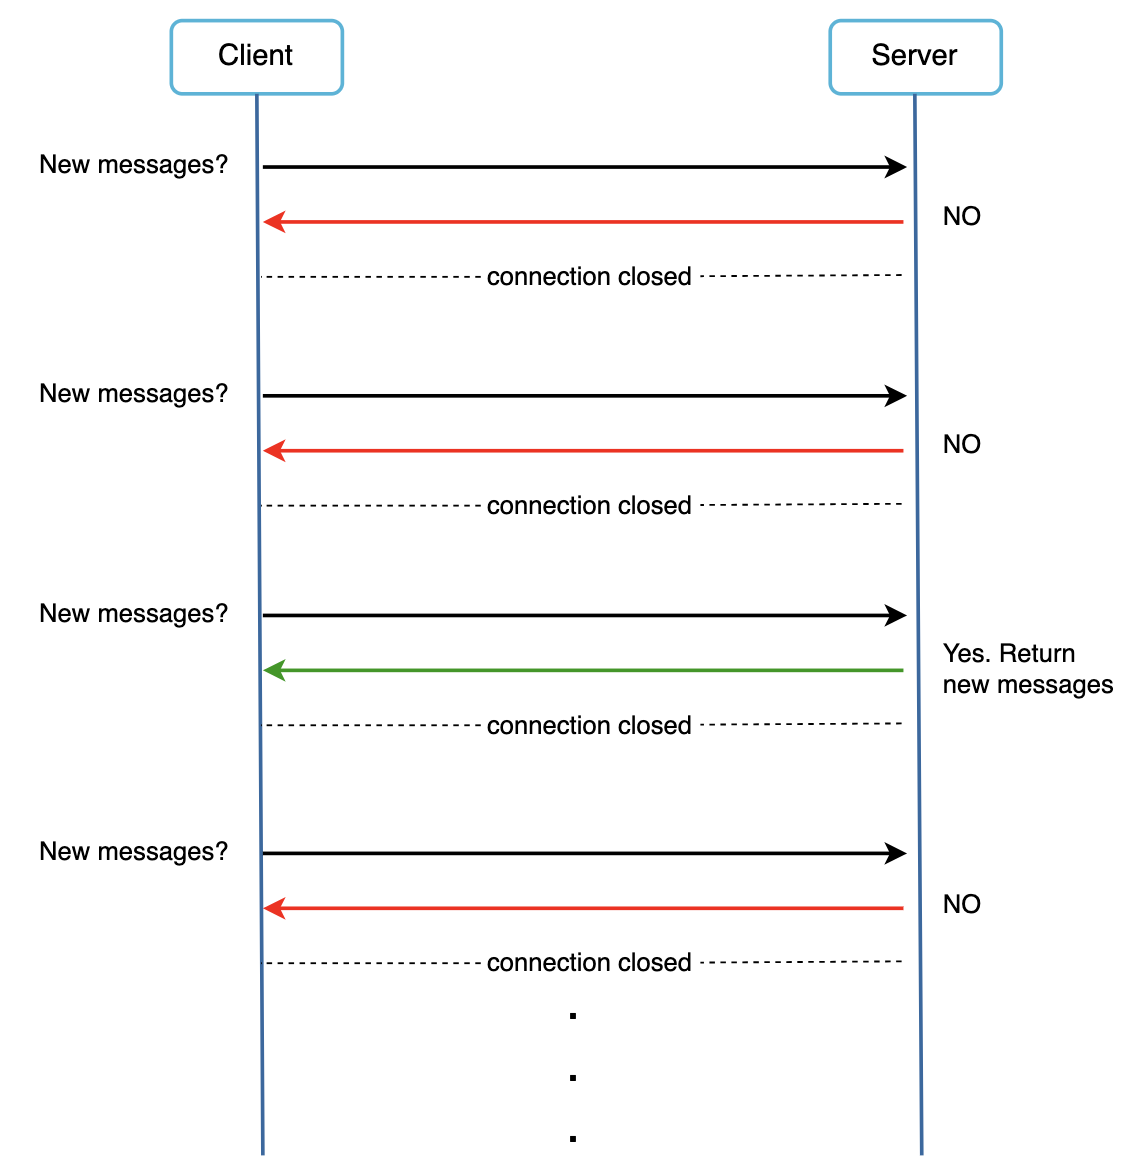 Client
Server
New messages?
NO
connection closed
New messages?
NO
connection closed
New messages?
Yes. Return
new messages
connection closed
New messages?
NO
connection closed